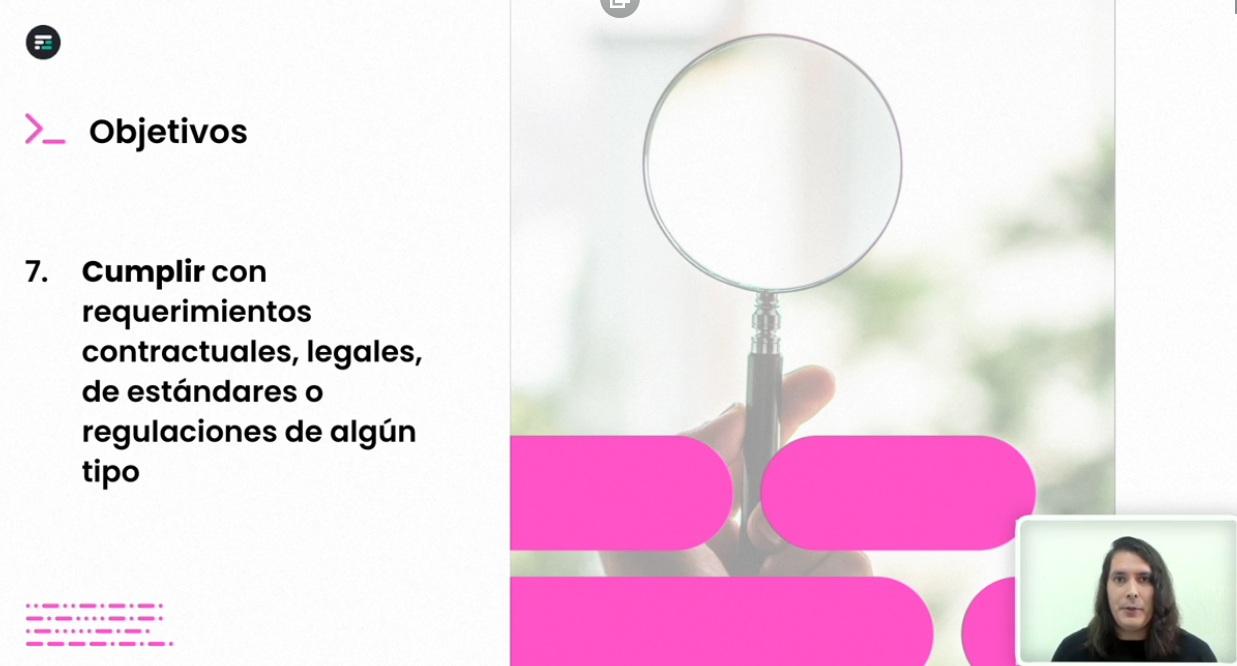 Objetivos
7. Cumplir con
requerimientos
contractuales, legales,
de estándares o
regulaciones de algún
tipo